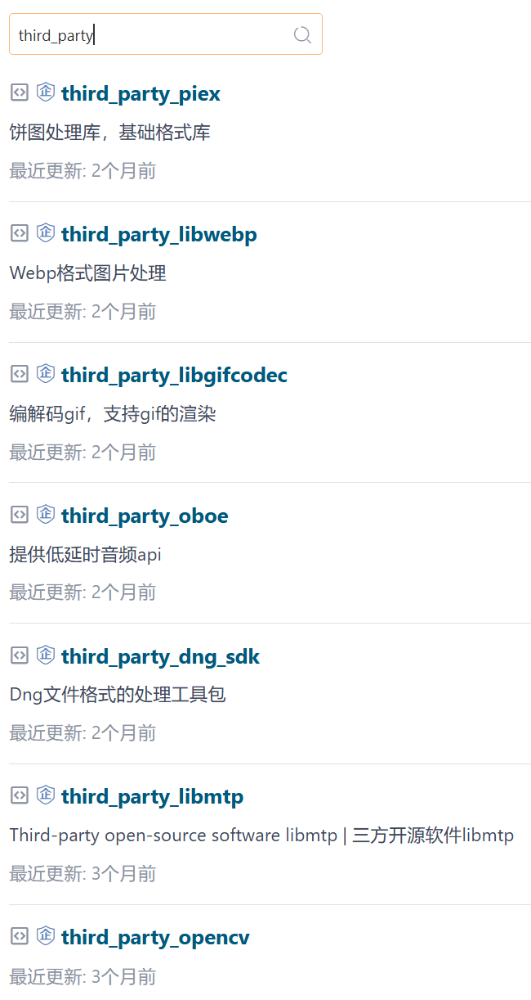 third_party
企 third_party_piex
饼图处理库，基础格式库
最近更新: 2个月前
企 third_party_libwebp
Webp格式图片处理
最近更新: 2个月前
企 third_party_libgifcodec
编解码gif，支持gif的渲染
最近更新: 2个月前
企 third_party_oboe
提供低延时音频api
最近更新: 2个月前
企 third_party_dng_sdk
Dng文件格式的处理工具包
最近更新: 2个月前
企 third_party_libmtp
Third-party open-source software libmtp | 三方开源软件libmtp
最近更新: 3个月前
企 third_party_opencv
最近更新: 3个月前